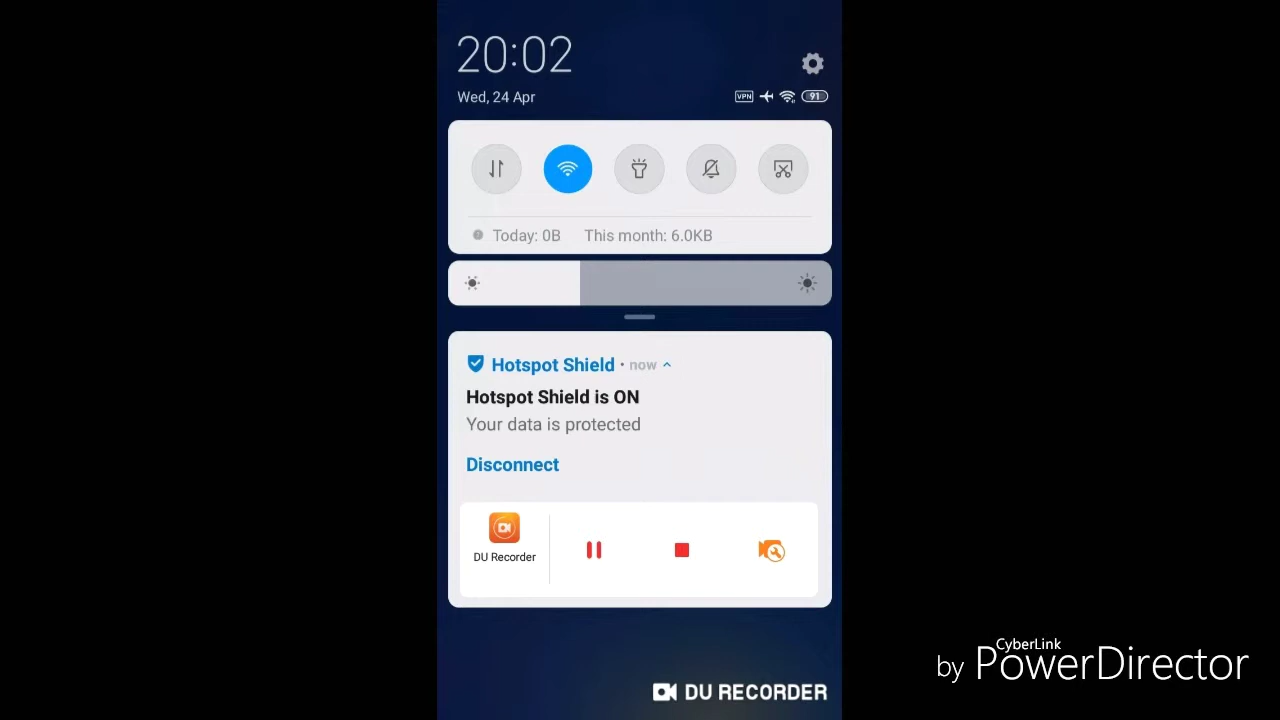 20:02
Wed, 24 Apr
VPN
91
Today: 0B This month: 6.0KB
Hotspot Shield · now
Hotspot Shield is ON
Your data is protected
Disconnect
DU Recorder
DU RECORDER
CyberLink
by PowerDirector